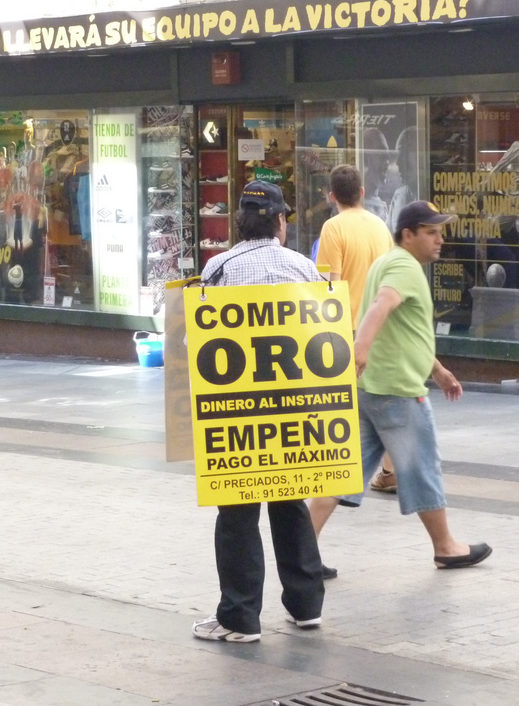 LLEVARÁ SU EQUIPO A LA VICTORIA?
TIENDA DE
FUTBOL
adidas
PUMA
PLANTA
PRIMERA
COMPARTIMOS
SUEÑOS, NUNCA
VICTORIA
ESCRIBE
EL FUTURO
COMPRO
ORO
DINERO AL INSTANTE
EMPEÑO
PAGO EL MÁXIMO
C/ PRECIADOS, 11 - 2º PISO
Tel.: 91 523 40 41